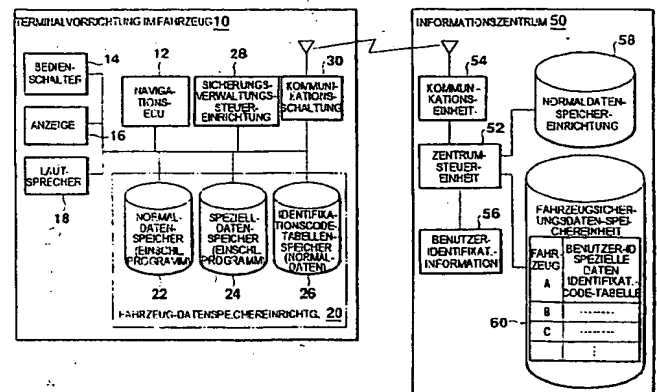 TERMINALVORRICHTUNG IM FAHRZEUG 10
14
BEDIEN-
SCHALTER
ANZEIGE
16
LAUT-
SPRECHER
18
12
NAVIGA-
TIONS-
ECU
28
SICHERUNGS-
VERWALTUNGS-
STEUER-
EINRICHTUNG
30
KOMMUNI-
KATIONS-
SCHALTUNG
NORMAL-
DATEN-
SPEICHER
(EINSCHL.
PROGRAMM)
22
SPEZIELL-
DATEN-
SPEICHER
(EINSCHL.
PROGRAMM)
24
IDENTIFIKA-
TIONSCODE-
TABELLEN-
SPEICHER
(NORMAL-
DATEN)
26
FAHRZEUG-DATENSPEICHEREINRICHTG. 20
INFORMATIONSZENTRUM 50
54
KOMMUNI-
KATIONS-
EINHEIT.
52
ZENTRUM-
STEUER-
EINHEIT
56
BENUTZER-
IDENTIFIKAT.-
INFORMATION
58
NORMALDATEN-
SPEICHER-
EINRICHTUNG
FAHRZEUGSICHER-
UNGSDATEN-SPEI-
CHEREINHEIT
FAHR-
ZEUG
A
BENUTZER-ID
SPEZIELLE
DATEN
IDENTIFIKAT.-
CODE-TABELLE
B --------
C --------
⋮
60